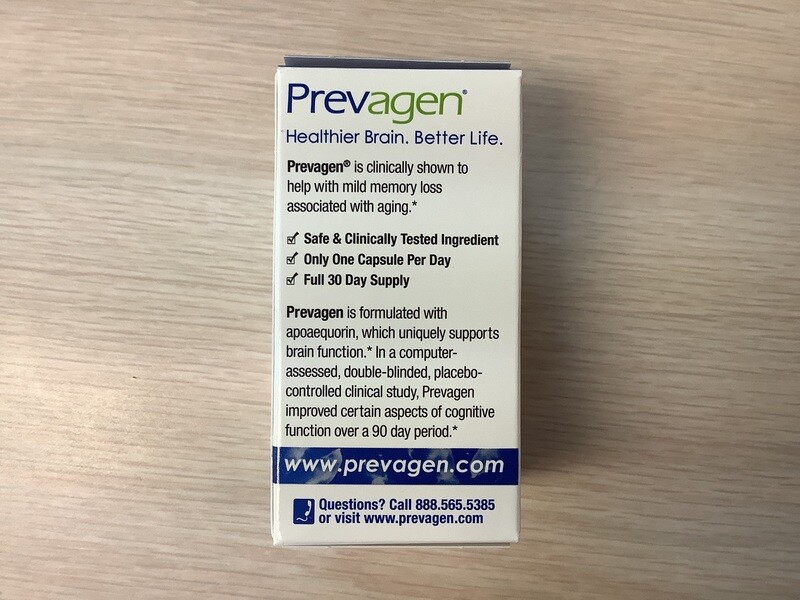 Prevagen®
Healthier Brain. Better Life.
Prevagen® is clinically shown to
help with mild memory loss
associated with aging.*
Safe & Clinically Tested Ingredient
Only One Capsule Per Day
Full 30 Day Supply
Prevagen is formulated with
apoaequorin, which uniquely supports
brain function.* In a computer-
assessed, double-blinded, placebo-
controlled clinical study, Prevagen
improved certain aspects of cognitive
function over a 90 day period.*
www.prevagen.com
Questions? Call 888.565.5385
or visit www.prevagen.com